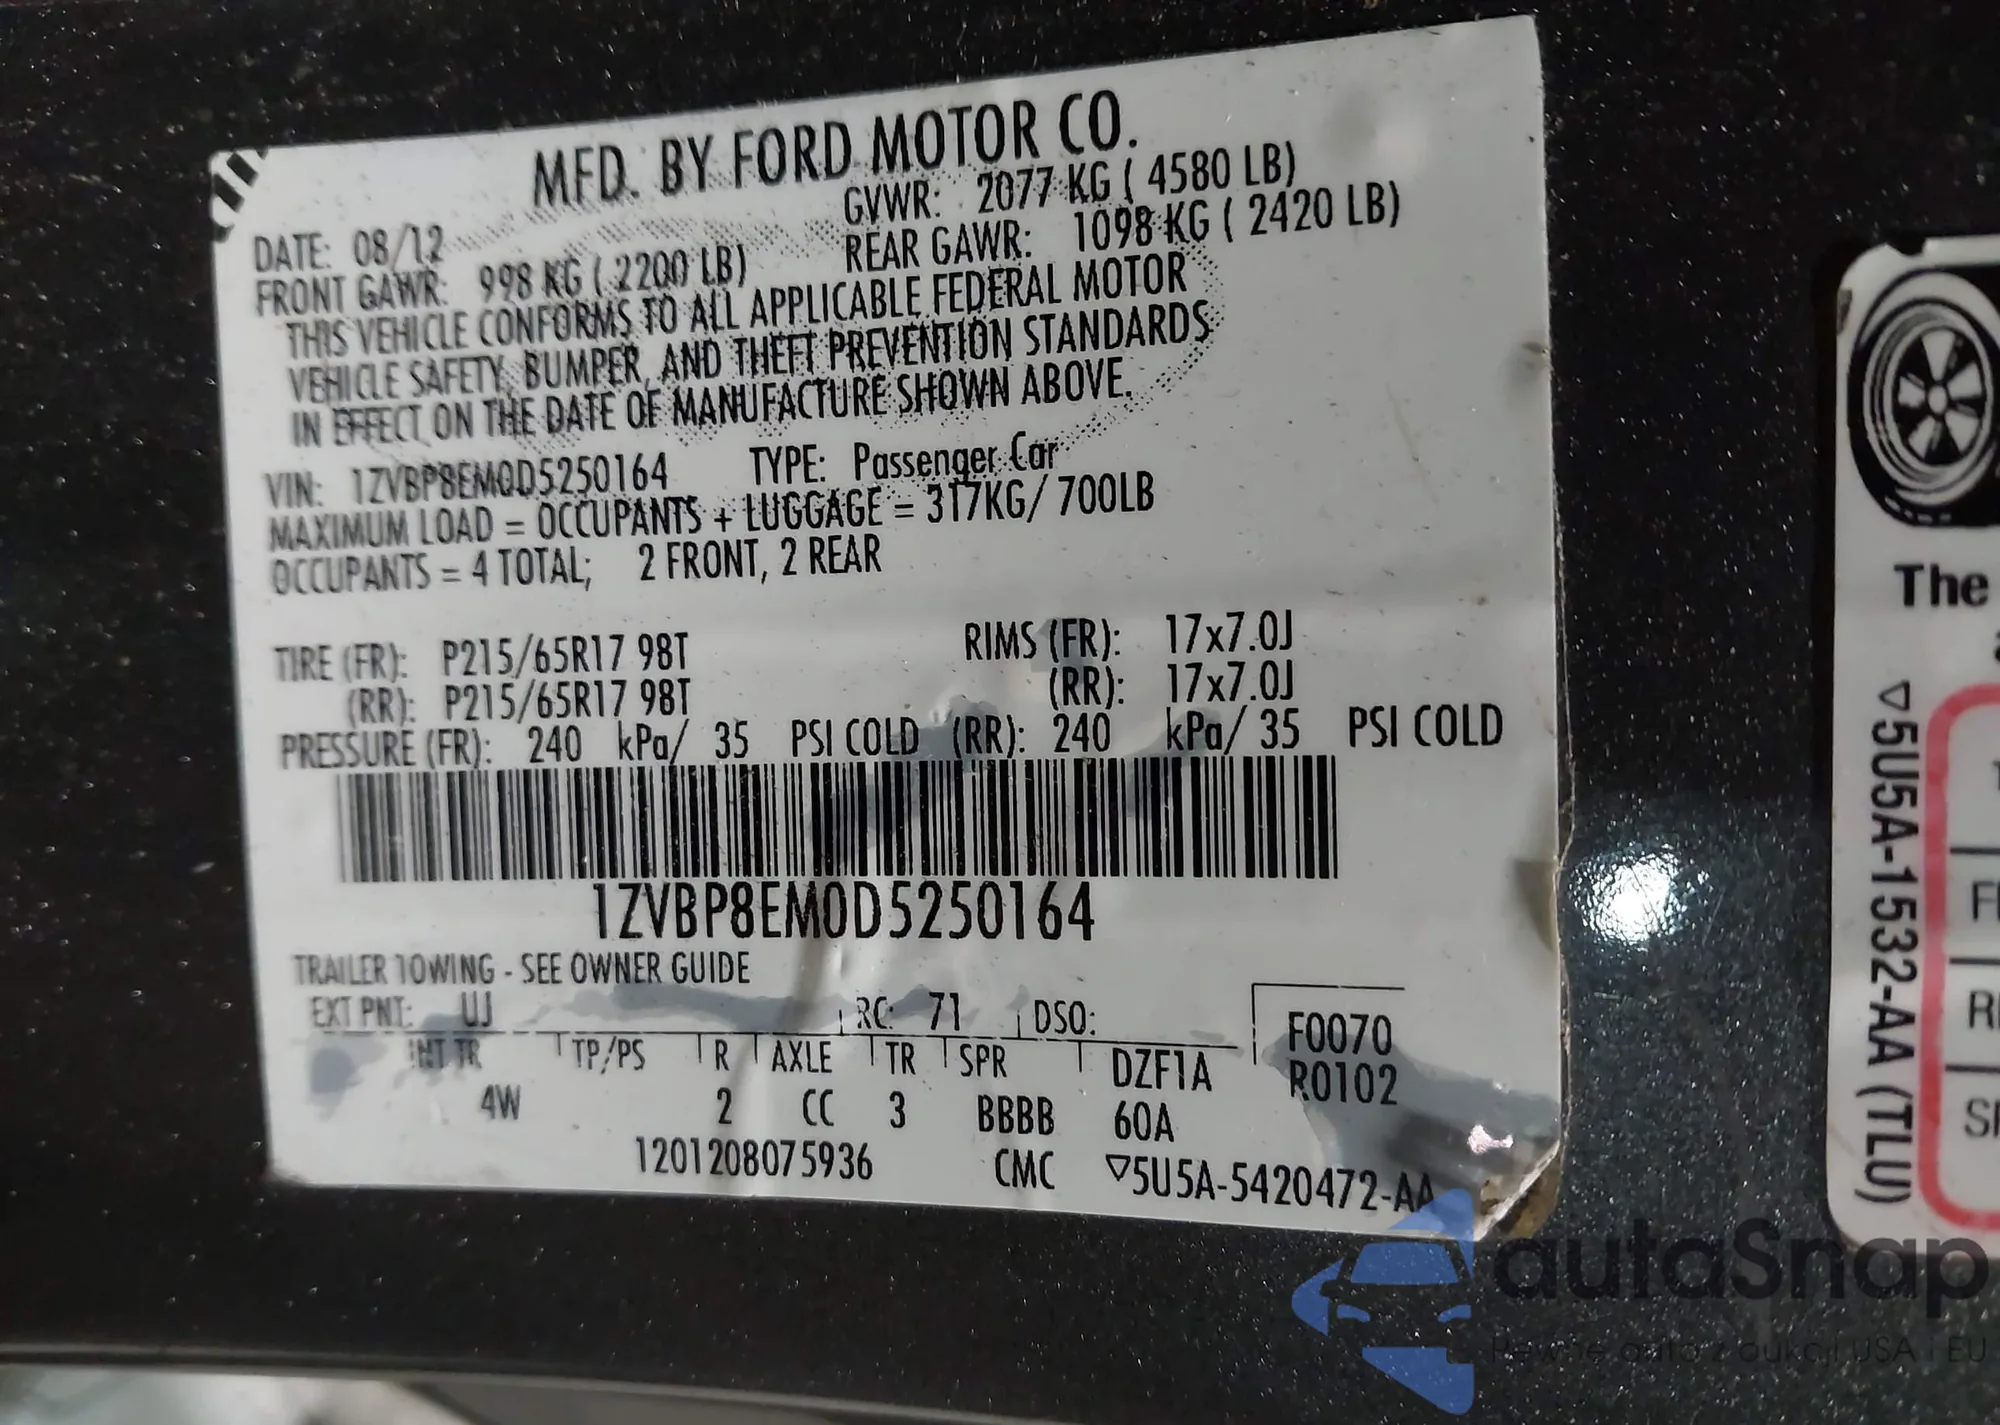 MFD. BY FORD MOTOR CO.
DATE: 08/12
GVWR: 2077 KG ( 4580 LB)
FRONT GAWR: 998 KG ( 2200 LB)
REAR GAWR: 1098 KG ( 2420 LB)
THIS VEHICLE CONFORMS TO ALL APPLICABLE FEDERAL MOTOR
VEHICLE SAFETY, BUMPER, AND THEFT PREVENTION STANDARDS
IN EFFECT ON THE DATE OF MANUFACTURE SHOWN ABOVE.
VIN: 1ZVBP8EM0D5250164 TYPE: Passenger Car
MAXIMUM LOAD = OCCUPANTS + LUGGAGE = 317KG/ 700LB
OCCUPANTS = 4 TOTAL; 2 FRONT, 2 REAR
TIRE (FR): P215/65R17 98T RIMS (FR): 17x7.0J
(RR): P215/65R17 98T (RR): 17x7.0J
PRESSURE (FR): 240 kPa/ 35 PSI COLD (RR): 240 kPa/ 35 PSI COLD
1ZVBP8EM0D5250164
TRAILER TOWING - SEE OWNER GUIDE
EXT PNT: UJ RC: 71 DSO:
INT TR TP/PS R AXLE TR SPR DZF1A
4W 2 CC 3 BBBB 60A
F0070
R0102
1201208075936 CMC ▽5U5A-5420472-AA
The
▽5U5A-1532-AA (TLU)
autoSnap
Pewne auto z aukcji USA i EU